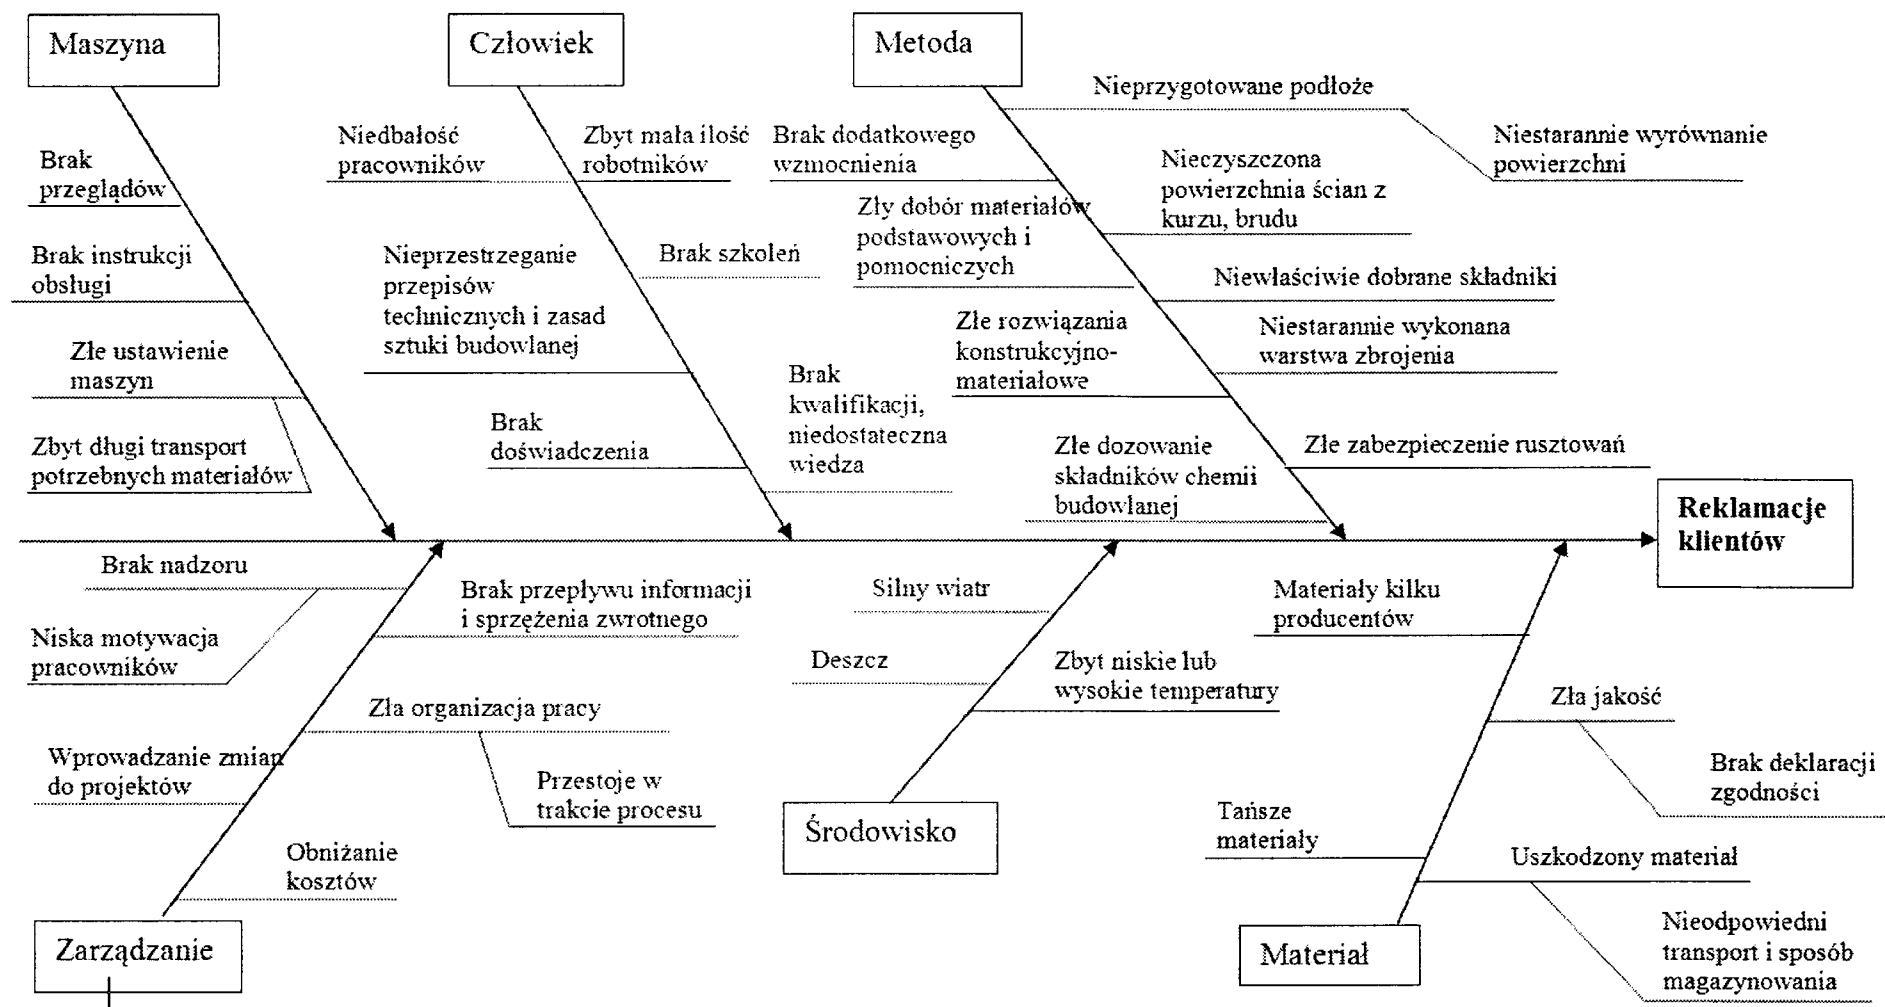 Maszyna
Człowiek
Metoda
Brak
przeglądów
Brak instrukcji
obsługi
Złe ustawienie
maszyn
Zbyt długi transport
potrzebnych materiałów
Niedbałość
pracowników
Zbyt mała ilość
robotników
Nieprzestrzeganie
przepisów
technicznych i zasad
sztuki budowlanej
Brak szkoleń
Brak
doświadczenia
Brak
kwalifikacji,
niedostateczna
wiedza
Brak dodatkowego
wzmocnienia
Zły dobór materiałów
podstawowych i
pomocniczych
Złe rozwiązania
konstrukcyjno-
materiałowe
Złe dozowanie
składników chemii
budowlanej
Nieprzygotowane podłoże
Niestarannie wyrównanie
powierzchni
Nieczyszczona
powierzchnia ścian z
kurzu, brudu
Niewłaściwie dobrane składniki
Niestarannie wykonana
warstwa zbrojenia
Złe zabezpieczenie rusztowań
Reklamacje
klientów
Brak nadzoru
Niska motywacja
pracowników
Brak przepływu informacji
i sprzężenia zwrotnego
Zła organizacja pracy
Przestoje w
trakcie procesu
Wprowadzanie zmian
do projektów
Obniżanie
kosztów
Zarządzanie
Silny wiatr
Deszcz
Zbyt niskie lub
wysokie temperatury
Środowisko
Materiały kilku
producentów
Zła jakość
Brak deklaracji
zgodności
Tańsze
materiały
Uszkodzony materiał
Nieodpowiedni
transport i sposób
magazynowania
Materiał